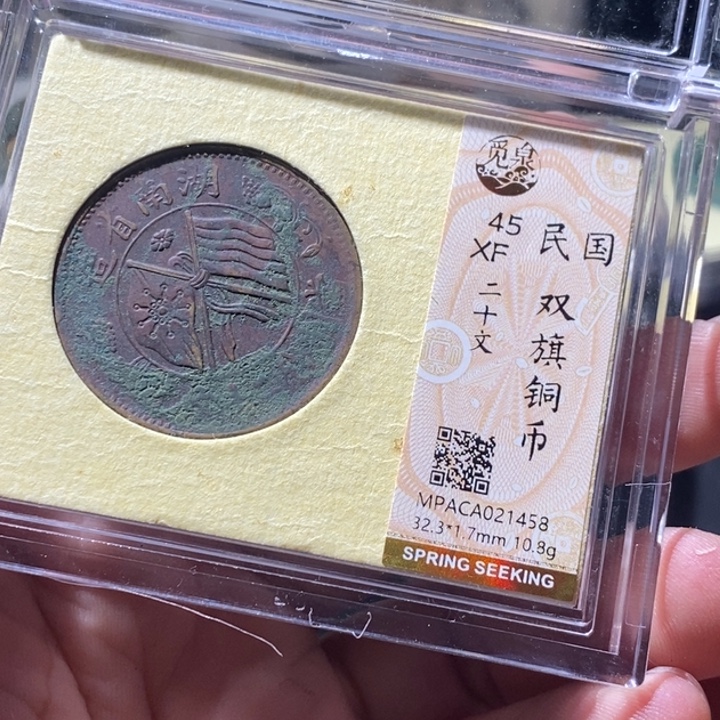 湖南省
觅泉
45
XF
民国
双旗铜币
二十文
MPACA021458
32.3*1.7mm 10.8g
SPRING SEEKING